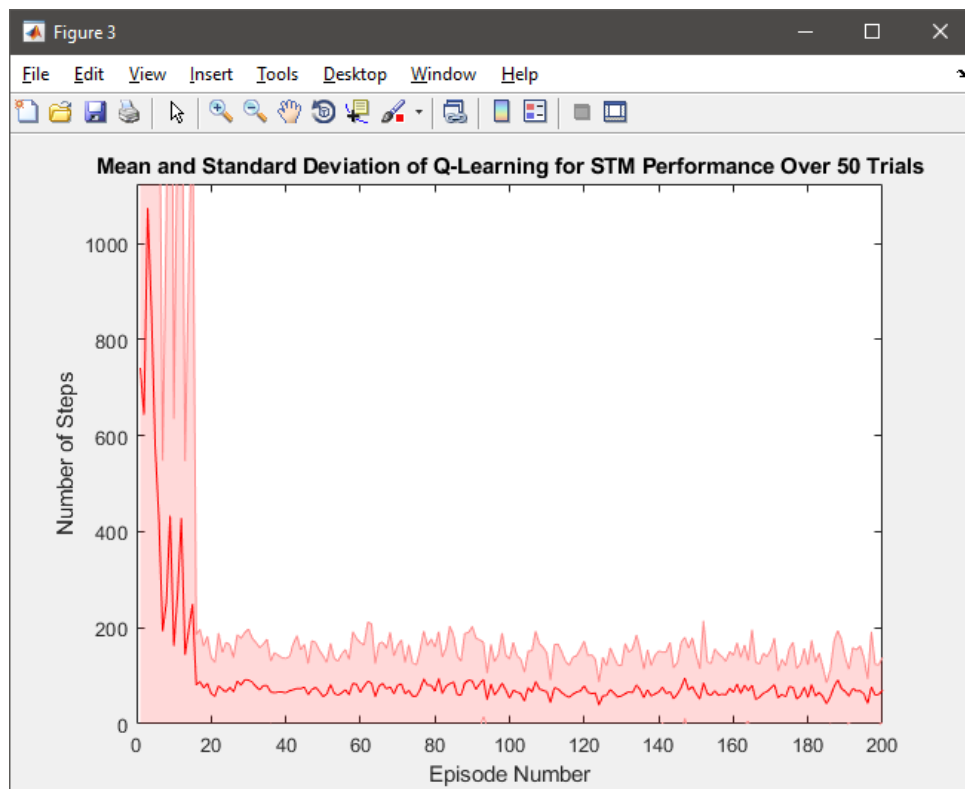 Figure 3
File Edit View Insert Tools Desktop Window Help
Mean and Standard Deviation of Q-Learning for STM Performance Over 50 Trials
1000
800
600
400
200
0
Number of Steps
0 20 40 60 80 100 120 140 160 180 200
Episode Number